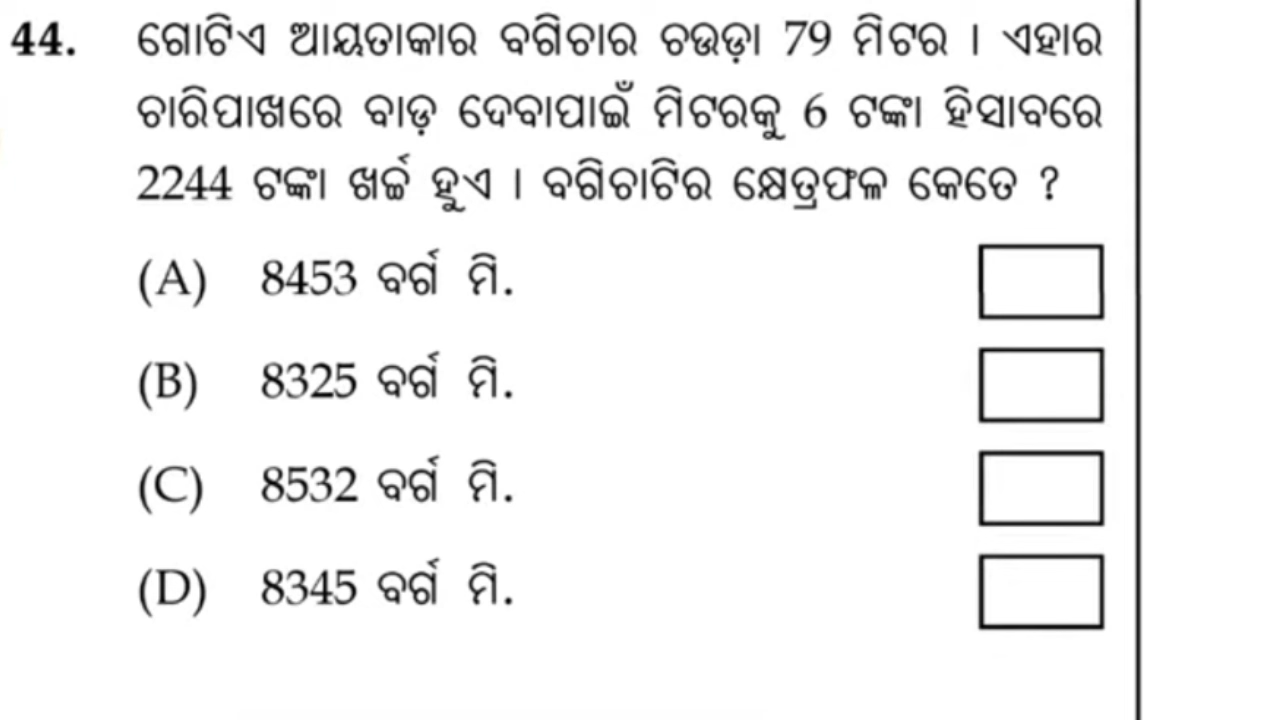 44. ଗୋଟିଏ ଆୟତାକାର ବଗିଚାର ଚଉଡ଼ା 79 ମିଟର । ଏହାର
ଚାରିପାଖରେ ବାଡ଼ ଦେବାପାଇଁ ମିଟରକୁ 6 ଟଙ୍କା ହିସାବରେ
2244 ଟଙ୍କା ଖର୍ଚ୍ଚ ହୁଏ । ବଗିଚାଟିର କ୍ଷେତ୍ରଫଳ କେତେ ?
(A) 8453 ବର୍ଗ ମି.
(B) 8325 ବର୍ଗ ମି.
(C) 8532 ବର୍ଗ ମି.
(D) 8345 ବର୍ଗ ମି.